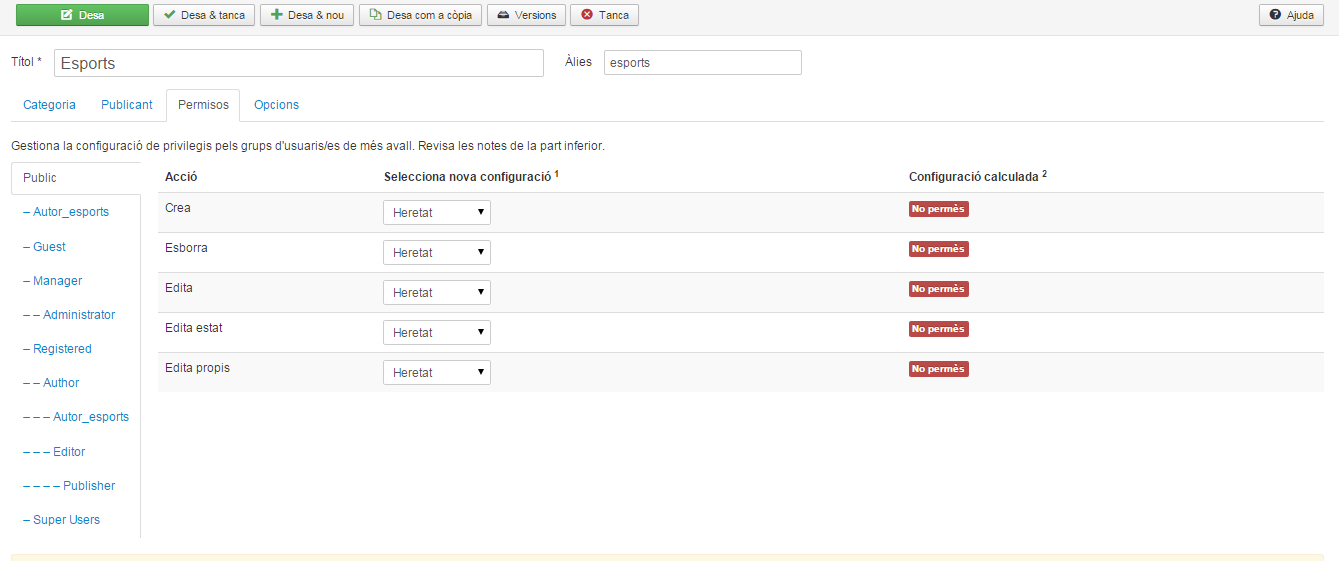 Desa Desa & tanca Desa & nou Desa com a còpia Versions Tanca Ajuda
Títol * Esports Àlies esports
Categoria Publicant Permisos Opcions
Gestiona la configuració de privilegis pels grups d'usuaris/es de més avall. Revisa les notes de la part inferior.
Public
– Autor_esports
– Guest
– Manager
– – Administrator
– Registered
– – Author
– – – Autor_esports
– – – Editor
– – – – Publisher
– Super Users
Acció Selecciona nova configuració 1 Configuració calculada 2
Crea Heretat No permès
Esborra Heretat No permès
Edita Heretat No permès
Edita estat Heretat No permès
Edita propis Heretat No permès